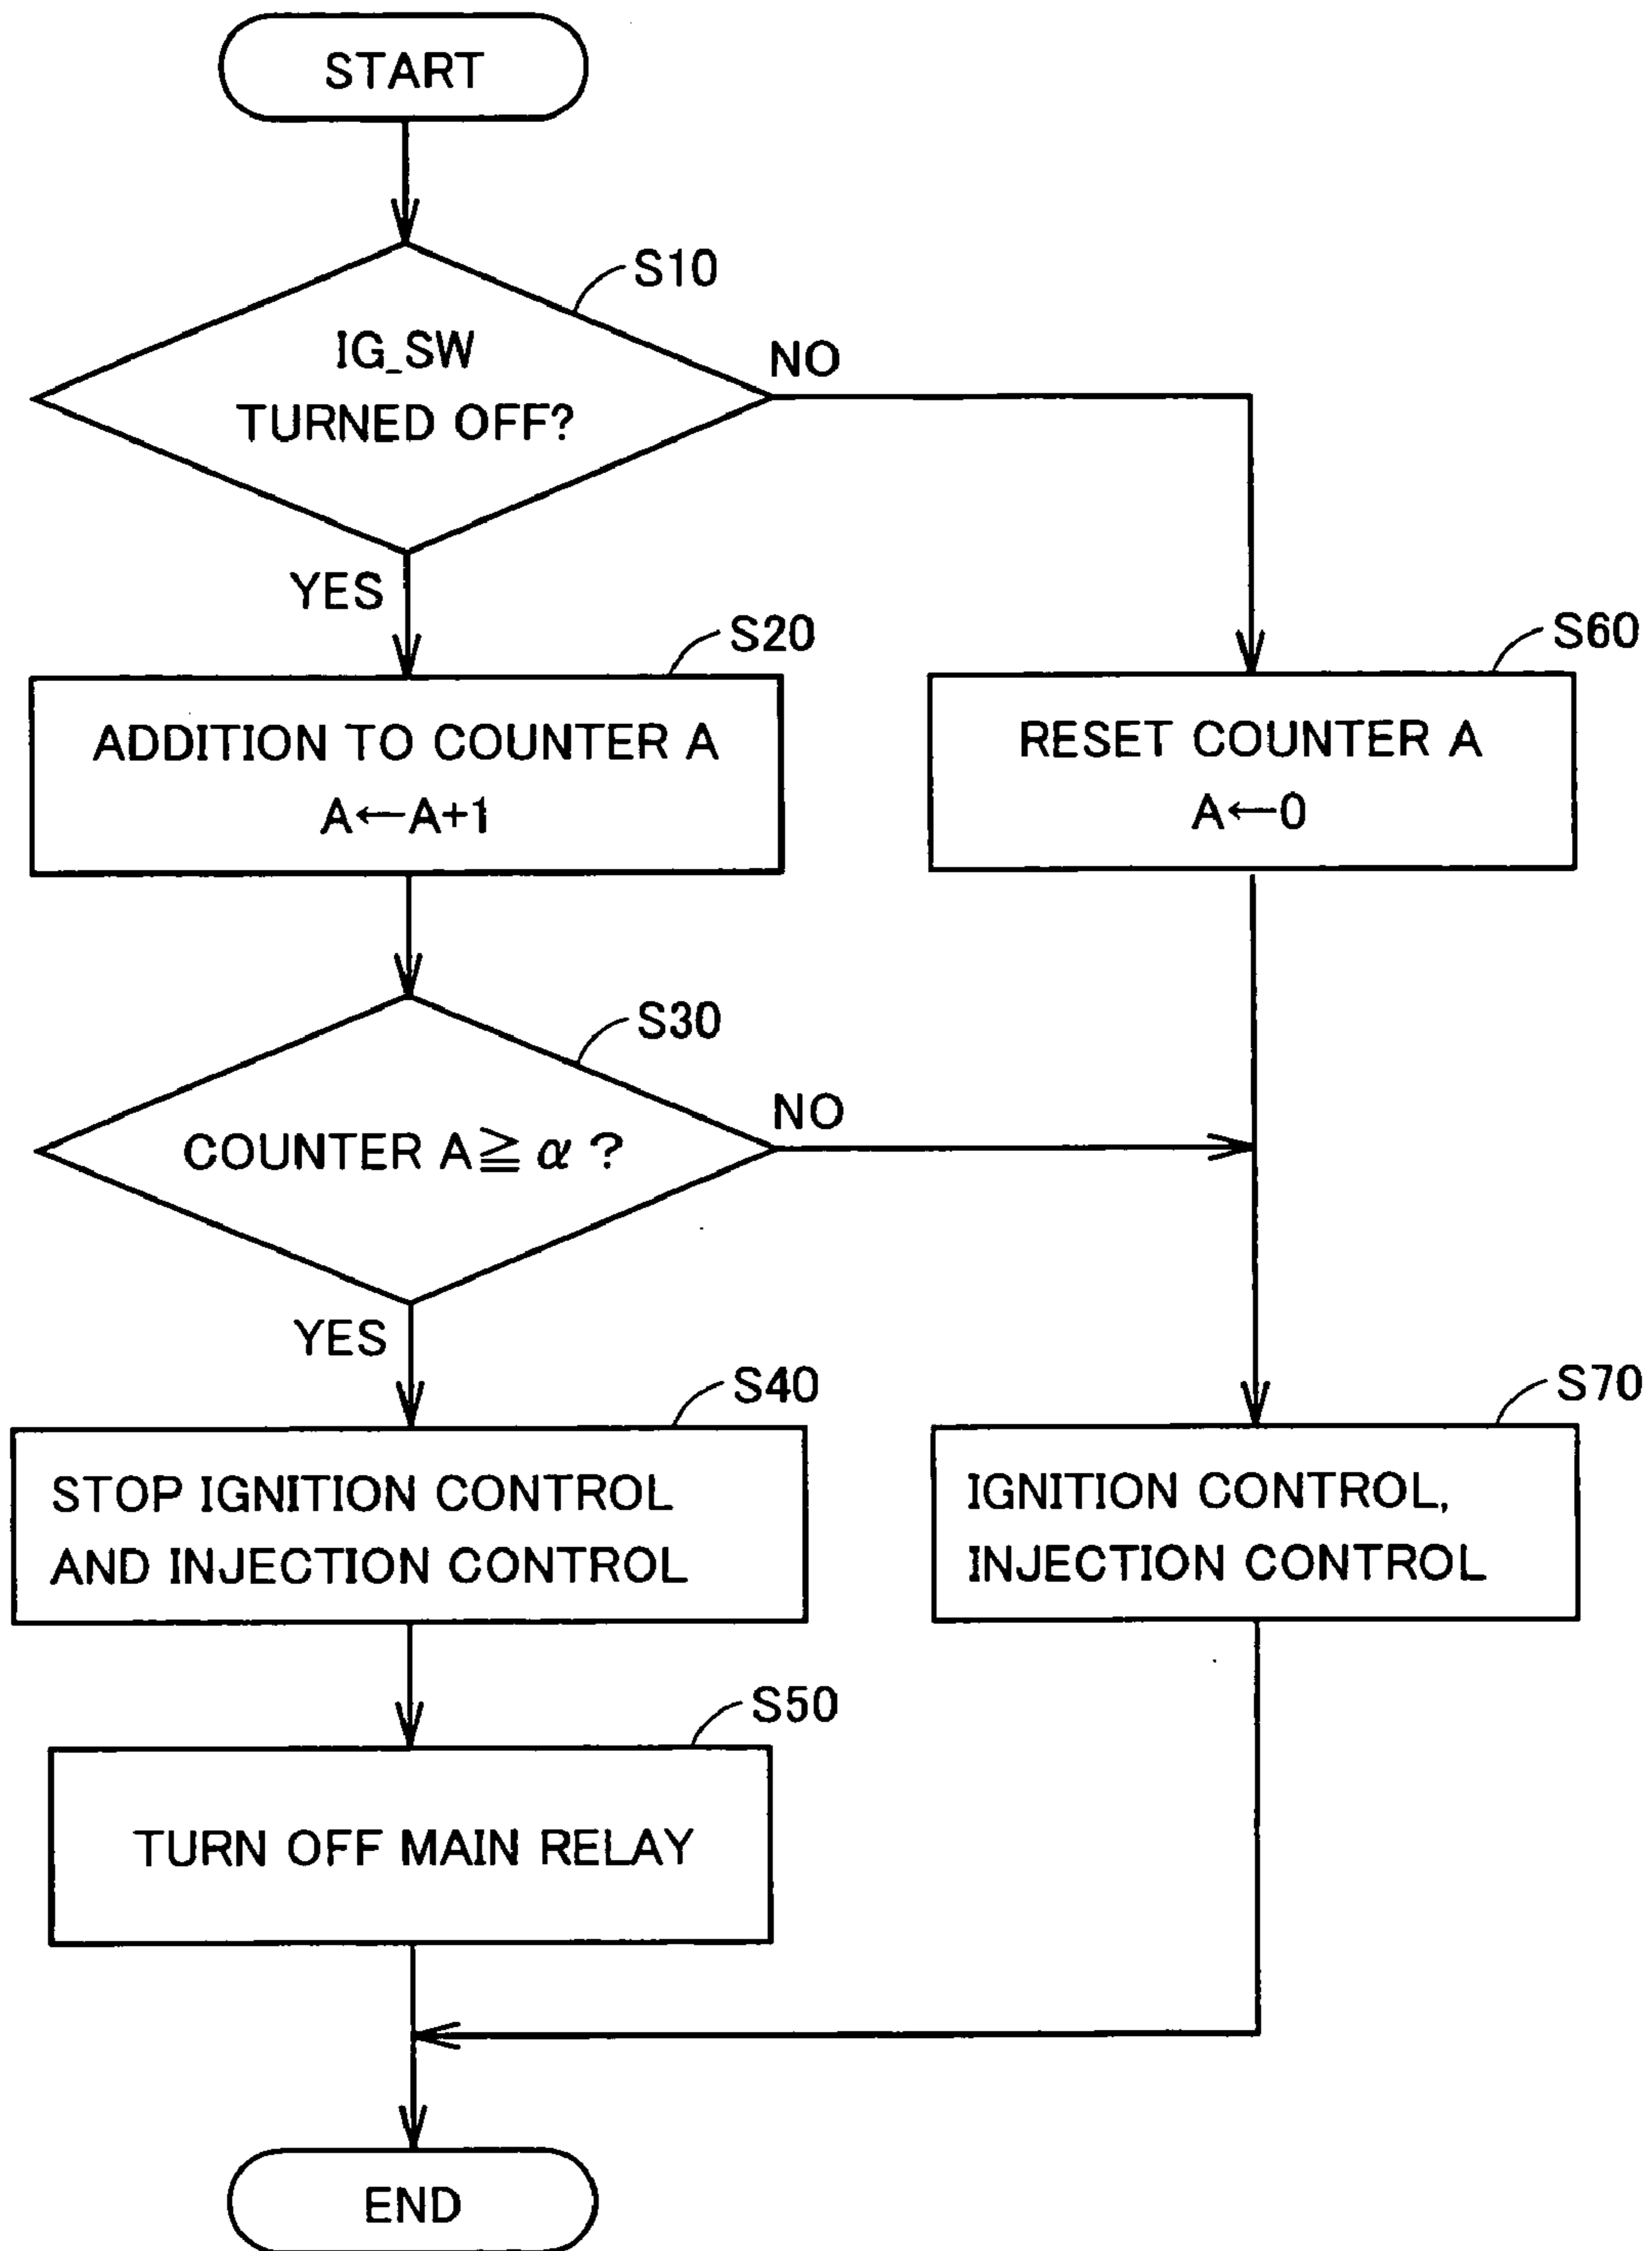 START
S10
IG_SW
TURNED OFF?
NO
YES
S20
ADDITION TO COUNTER A
A←A+1
S60
RESET COUNTER A
A←0
S30
COUNTER A≧α?
NO
YES
S40
STOP IGNITION CONTROL
AND INJECTION CONTROL
S70
IGNITION CONTROL,
INJECTION CONTROL
S50
TURN OFF MAIN RELAY
END